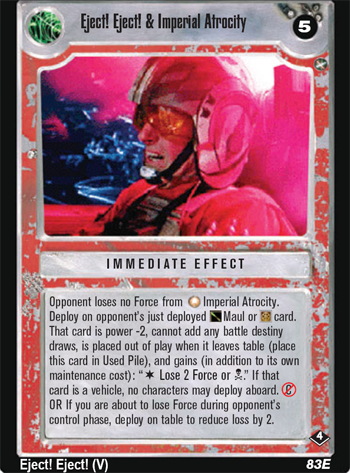 Eject! Eject! & Imperial Atrocity
5
IMMEDIATE EFFECT
Opponent loses no Force from Imperial Atrocity.
Deploy on opponent's just deployed Maul or card.
That card is power -2, cannot add any battle destiny
draws, is placed out of play when it leaves table (place
this card in Used Pile), and gains (in addition to its own
maintenance cost): "✶ Lose 2 Force or ☠." If that
card is a vehicle, no characters may deploy aboard.
OR If you are about to lose Force during opponent's
control phase, deploy on table to reduce loss by 2.
4
Eject! Eject! (V) 83E